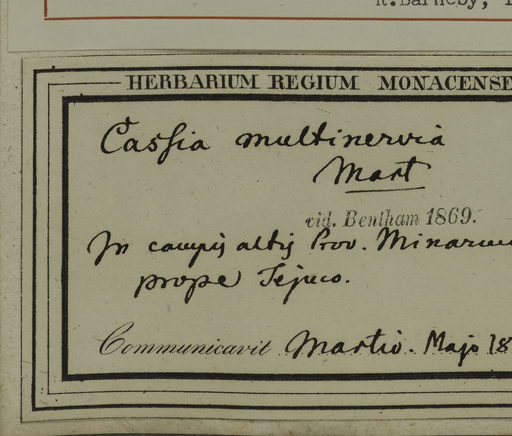 R.Barneby,
HERBARIUM REGIUM MONACENSE
Cassia multinervia
Mart
vid. Bentham 1869.
In campis altis Prov. Minarum
prope Tejuco.
Communicavit Martio. Majo 18